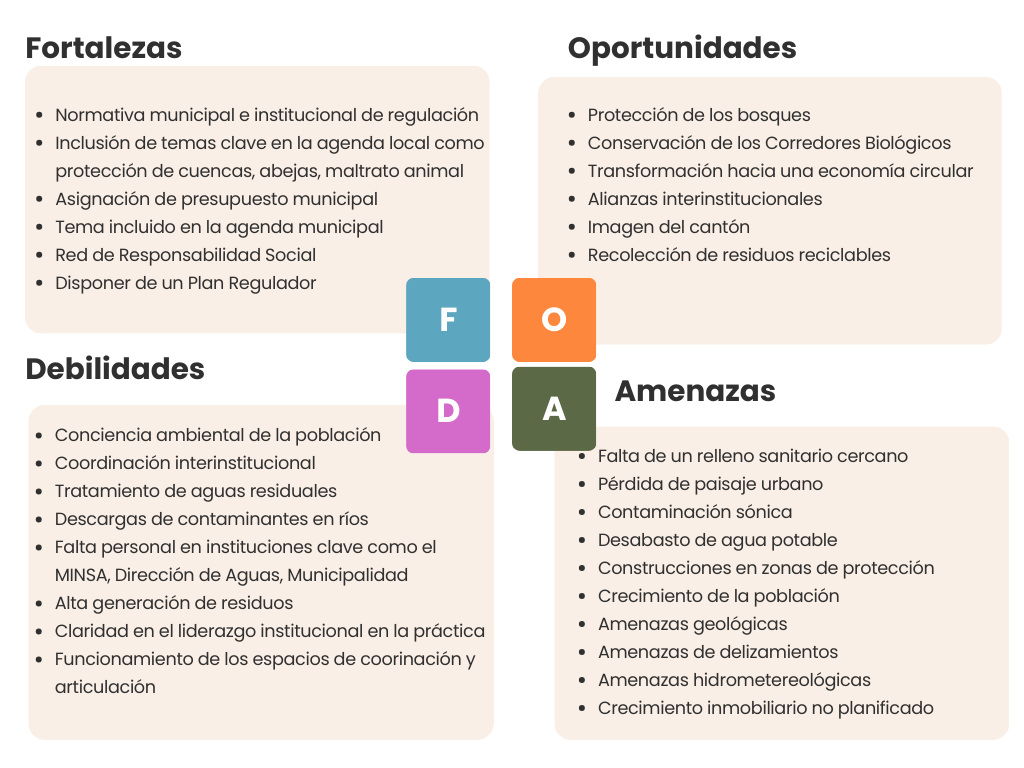 Fortalezas
• Normativa municipal e institucional de regulación
• Inclusión de temas clave en la agenda local como
protección de cuencas, abejas, maltrato animal
• Asignación de presupuesto municipal
• Tema incluido en la agenda municipal
• Red de Responsabilidad Social
• Disponer de un Plan Regulador
Oportunidades
• Protección de los bosques
• Conservación de los Corredores Biológicos
• Transformación hacia una economía circular
• Alianzas interinstitucionales
• Imagen del cantón
• Recolección de residuos reciclables
F
O
D
A
Debilidades
• Conciencia ambiental de la población
• Coordinación interinstitucional
• Tratamiento de aguas residuales
• Descargas de contaminantes en ríos
• Falta personal en instituciones clave como el
MINSA, Dirección de Aguas, Municipalidad
• Alta generación de residuos
• Claridad en el liderazgo institucional en la práctica
• Funcionamiento de los espacios de coorinación y
articulación
Amenazas
• Falta de un relleno sanitario cercano
• Pérdida de paisaje urbano
• Contaminación sónica
• Desabasto de agua potable
• Construcciones en zonas de protección
• Crecimiento de la población
• Amenazas geológicas
• Amenazas de delizamientos
• Amenazas hidrometereológicas
• Crecimiento inmobiliario no planificado